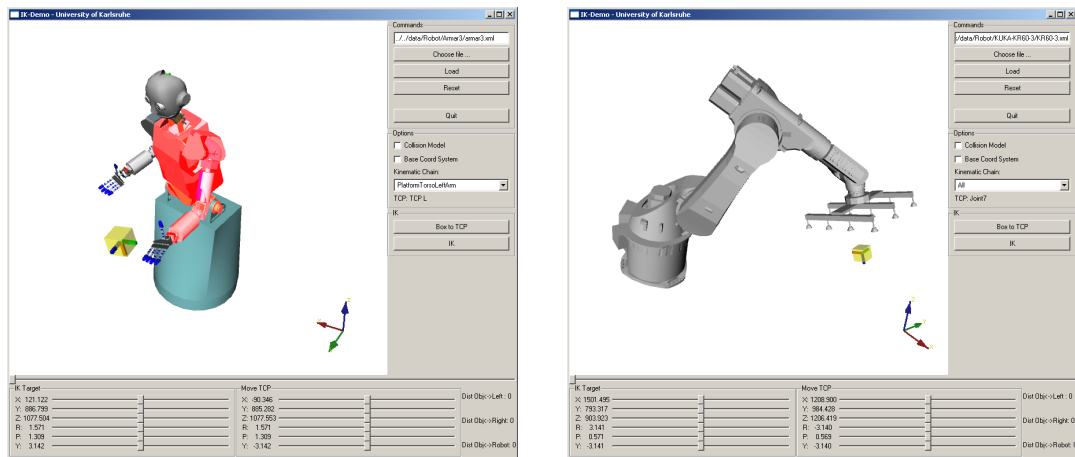 IK-Demo - University of Karlsruhe
Commands
../../data/Robot/Armar3/armar3.xml
Choose file ...
Load
Reset
Quit
Options
Collision Model
Base Coord System
Kinematic Chain:
PlatformTorsoLeftArm
TCP: TCP L
IK
Box to TCP
IK
Z
X
Y
IK Target
X: 121.122
Y: 886.799
Z: 1077.504
R: 1.571
P: 1.309
Y: 3.142
Move TCP
X: -90.346
Y: 885.282
Z: 1077.553
R: 1.571
P: 1.309
Y: -3.142
Dist Obj<->Left : 0
Dist Obj<->Right: 0
Dist Obj<->Robot: 0
IK-Demo - University of Karlsruhe
Commands
:/data/Robot/KUKA-KR60-3/KR60-3.xml
Choose file ...
Load
Reset
Quit
Options
Collision Model
Base Coord System
Kinematic Chain:
All
TCP: Joint7
IK
Box to TCP
IK
Z
Y
X
IK Target
X: 1501.495
Y: 793.317
Z: 903.923
R: 3.141
P: 0.571
Y: -3.141
Move TCP
X: 1208.900
Y: 984.428
Z: 1206.419
R: -3.140
P: 0.569
Y: -3.140
Dist Obj<->Left : 0
Dist Obj<->Right: 0
Dist Obj<->Robot: 0